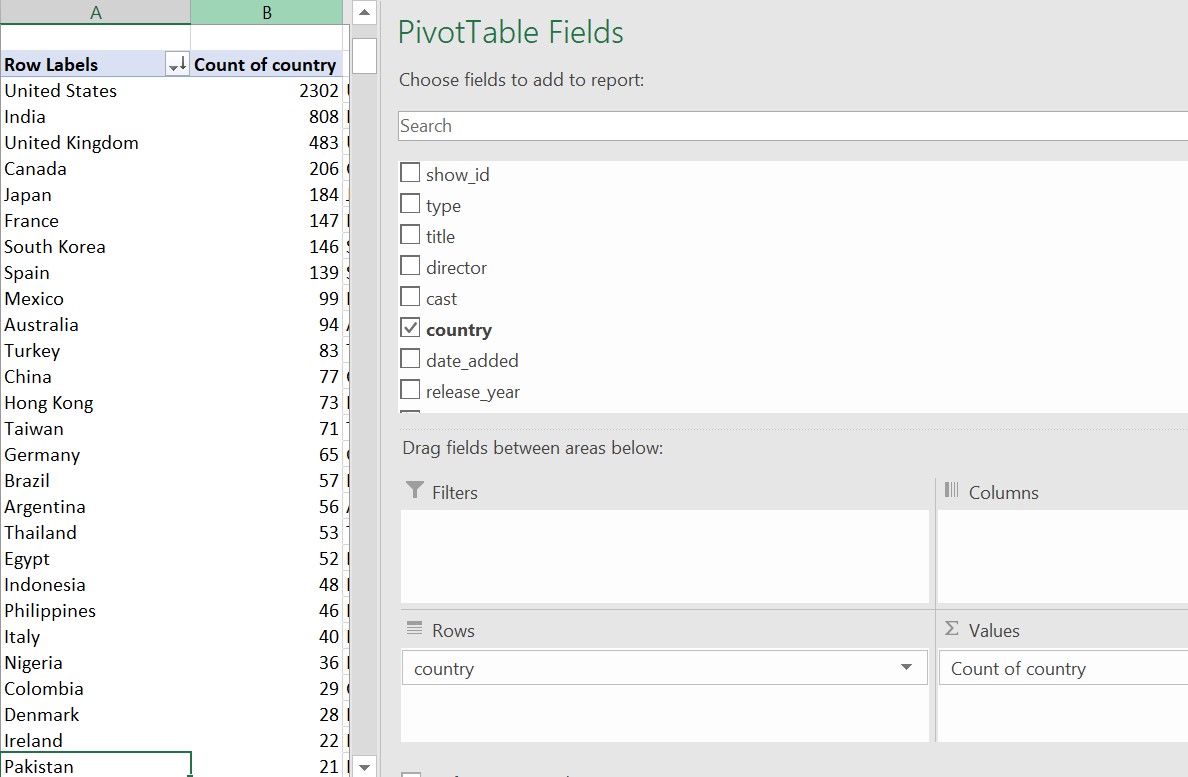 A B
Row Labels Count of country
United States 2302
India 808
United Kingdom 483
Canada 206
Japan 184
France 147
South Korea 146
Spain 139
Mexico 99
Australia 94
Turkey 83
China 77
Hong Kong 73
Taiwan 71
Germany 65
Brazil 57
Argentina 56
Thailand 53
Egypt 52
Indonesia 48
Philippines 46
Italy 40
Nigeria 36
Colombia 29
Denmark 28
Ireland 22
Pakistan 21
PivotTable Fields
Choose fields to add to report:
Search
show_id
type
title
director
cast
country
date_added
release_year
Drag fields between areas below:
Filters
Columns
Rows
Σ Values
country
Count of country